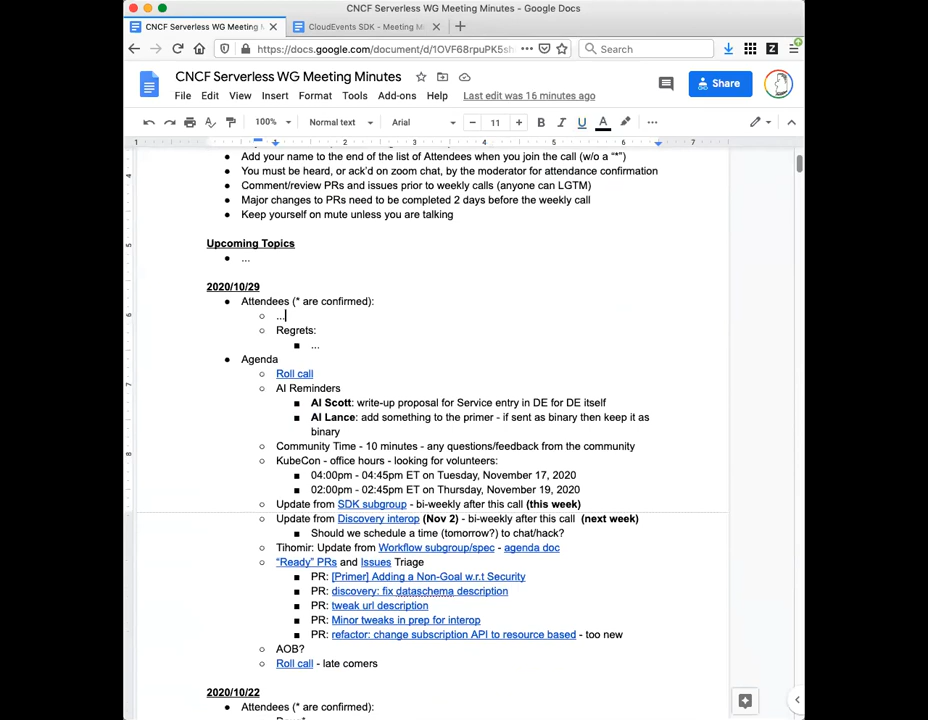 CNCF Serverless WG Meeting Minutes - Google Docs
CNCF Serverless WG Meeting
CloudEvents SDK - Meeting Mi
https://docs.google.com/document/d/1OVF68rpuPK5s
Search
CNCF Serverless WG Meeting Minutes
File Edit View Insert Format Tools Add-ons Help Last edit was 16 minutes ago
Share
100% Normal text Arial 11 B I U A
1 1 2 3 4 5 6 7
Add your name to the end of the list of Attendees when you join the call (w/o a "*")
You must be heard, or ack'd on zoom chat, by the moderator for attendance confirmation
Comment/review PRs and issues prior to weekly calls (anyone can LGTM)
Major changes to PRs need to be completed 2 days before the weekly call
Keep yourself on mute unless you are talking
Upcoming Topics
...
2020/10/29
Attendees (* are confirmed):
...
Regrets:
...
Agenda
Roll call
AI Reminders
AI Scott: write-up proposal for Service entry in DE for DE itself
AI Lance: add something to the primer - if sent as binary then keep it as
binary
Community Time - 10 minutes - any questions/feedback from the community
KubeCon - office hours - looking for volunteers:
04:00pm - 04:45pm ET on Tuesday, November 17, 2020
02:00pm - 02:45pm ET on Thursday, November 19, 2020
Update from SDK subgroup - bi-weekly after this call (this week)
Update from Discovery interop (Nov 2) - bi-weekly after this call (next week)
Should we schedule a time (tomorrow?) to chat/hack?
Tihomir: Update from Workflow subgroup/spec - agenda doc
"Ready" PRs and Issues Triage
PR: [Primer] Adding a Non-Goal w.r.t Security
PR: discovery: fix dataschema description
PR: tweak url description
PR: Minor tweaks in prep for interop
PR: refactor: change subscription API to resource based - too new
AOB?
Roll call - late comers
2020/10/22
Attendees (* are confirmed):